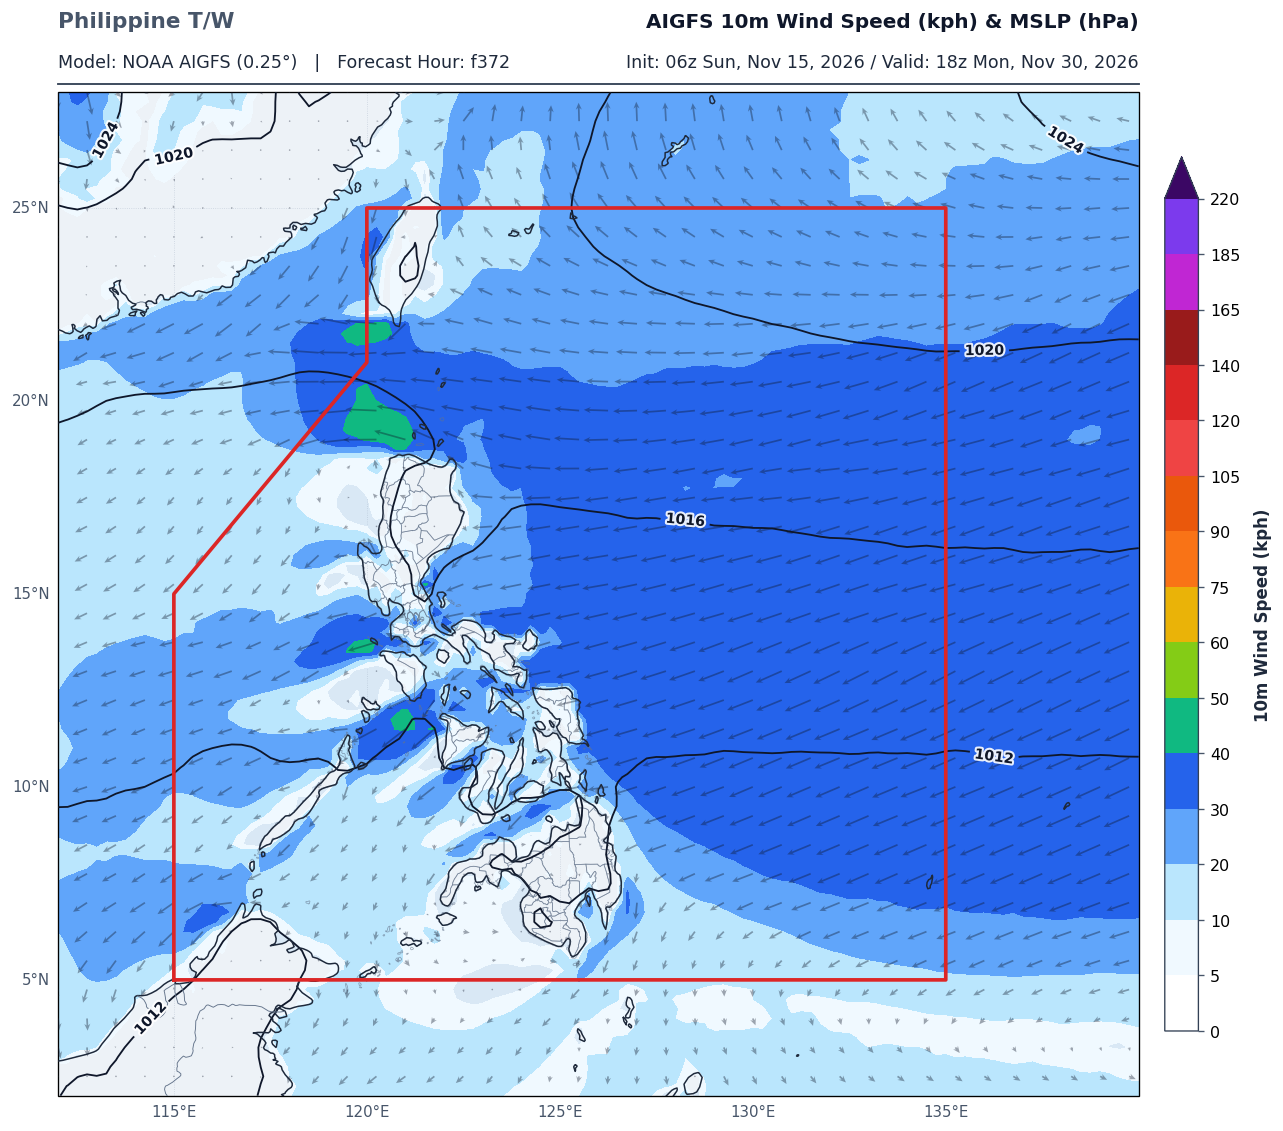 Philippine T/W
AIGFS 10m Wind Speed (kph) & MSLP (hPa)
Model: NOAA AIGFS (0.25°) | Forecast Hour: f372
Init: 06z Sun, Nov 15, 2026 / Valid: 18z Mon, Nov 30, 2026
1024
1020
1024
1020
1016
1012
1012
25°N
20°N
15°N
10°N
5°N
115°E
120°E
125°E
130°E
135°E
220
185
165
140
120
105
90
75
60
50
40
30
20
10
5
0
10m Wind Speed (kph)